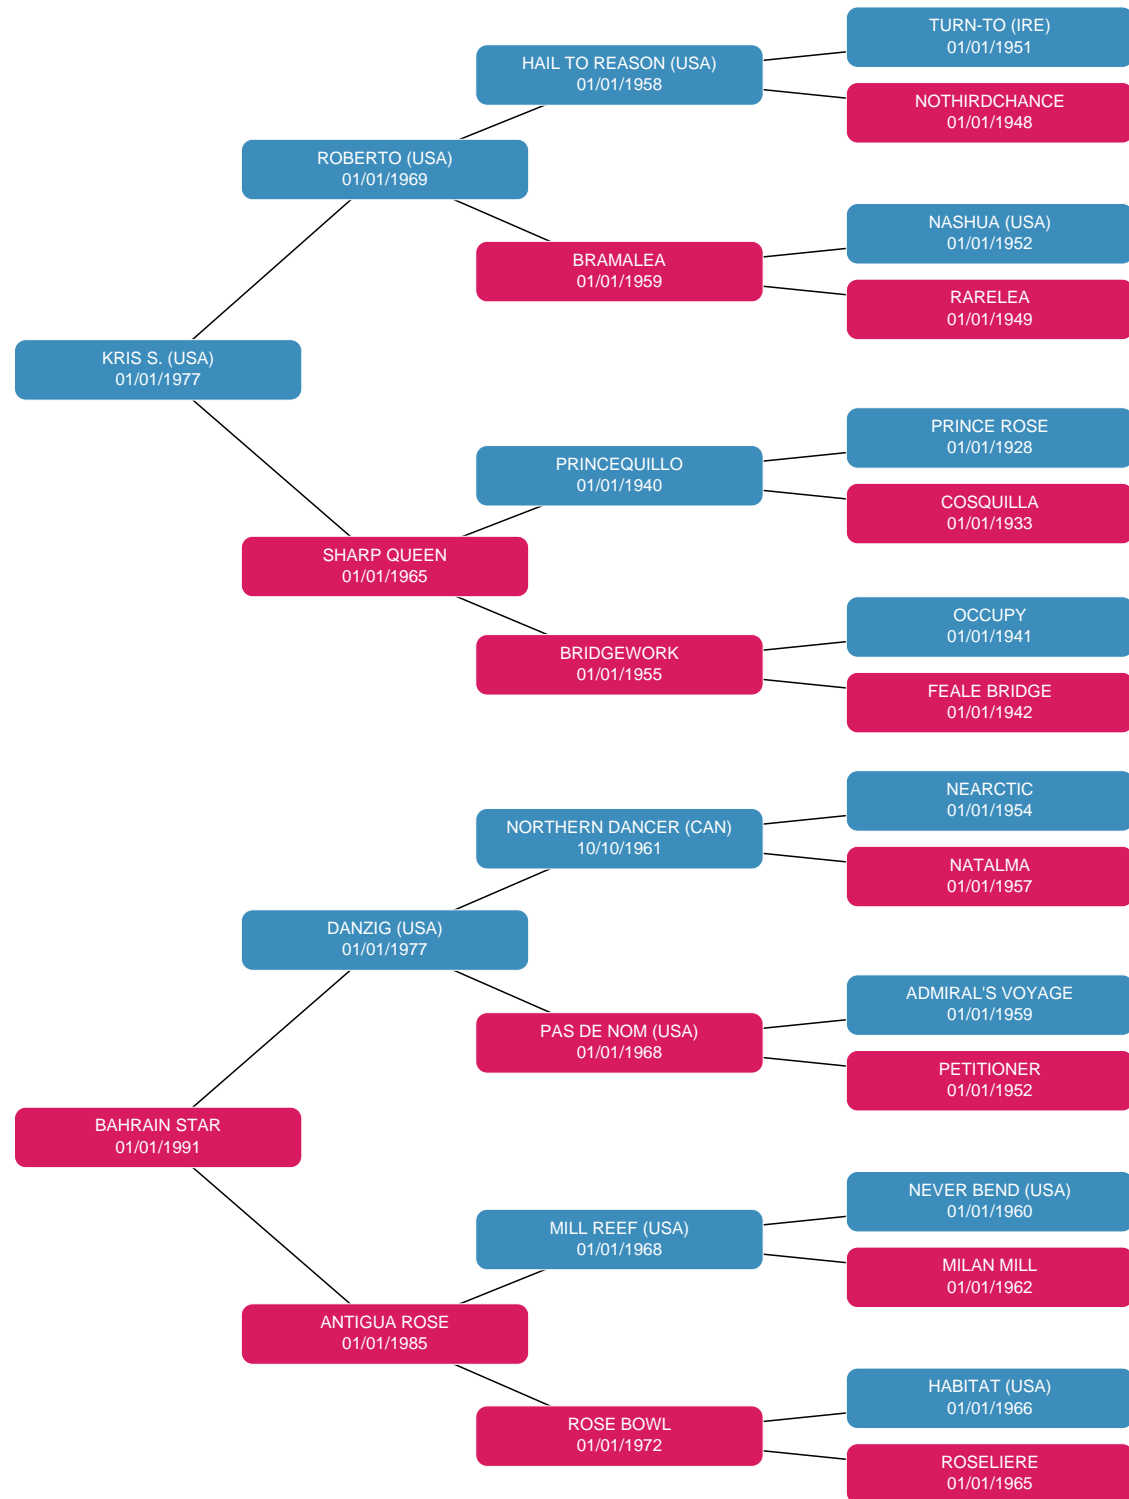 TURN-TO (IRE)
01/01/1951
HAIL TO REASON (USA)
01/01/1958
NOTHIRDCHANCE
01/01/1948
ROBERTO (USA)
01/01/1969
NASHUA (USA)
01/01/1952
BRAMALEA
01/01/1959
RARELEA
01/01/1949
KRIS S. (USA)
01/01/1977
PRINCE ROSE
01/01/1928
PRINCEQUILLO
01/01/1940
COSQUILLA
01/01/1933
SHARP QUEEN
01/01/1965
OCCUPY
01/01/1941
BRIDGEWORK
01/01/1955
FEALE BRIDGE
01/01/1942
NEARCTIC
01/01/1954
NORTHERN DANCER (CAN)
10/10/1961
NATALMA
01/01/1957
DANZIG (USA)
01/01/1977
ADMIRAL'S VOYAGE
01/01/1959
PAS DE NOM (USA)
01/01/1968
PETITIONER
01/01/1952
BAHRAIN STAR
01/01/1991
NEVER BEND (USA)
01/01/1960
MILL REEF (USA)
01/01/1968
MILAN MILL
01/01/1962
ANTIGUA ROSE
01/01/1985
HABITAT (USA)
01/01/1966
ROSE BOWL
01/01/1972
ROSELIERE
01/01/1965